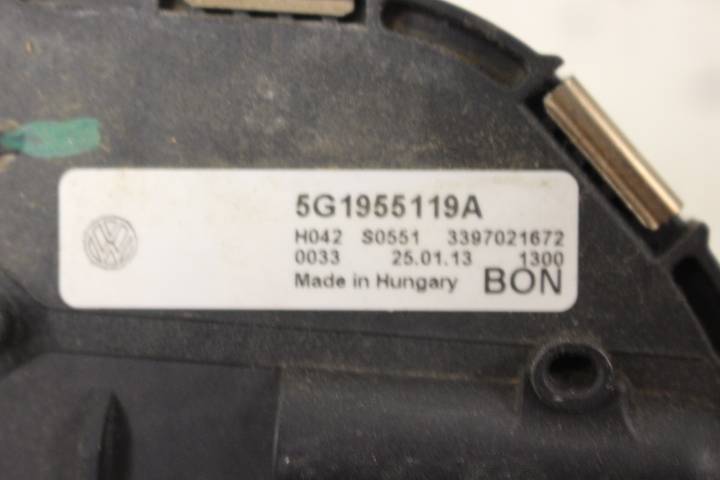 5G1955119A
H042 S0551 3397021672
0033 25.01.13 1300
Made in Hungary BON